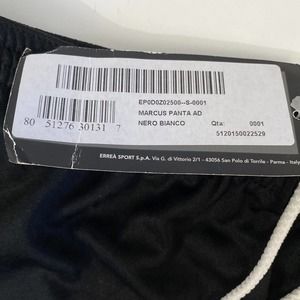 EP0D0Z02500--S-0001
MARCUS PANTA AD
NERO BIANCO Qta: 0001
5120150022529
80 51276 30131 7
ERREÀ SPORT S.p.A. Via G. di Vittorio 2/1 - 43056 San Polo di Torrile - Parma - Italy